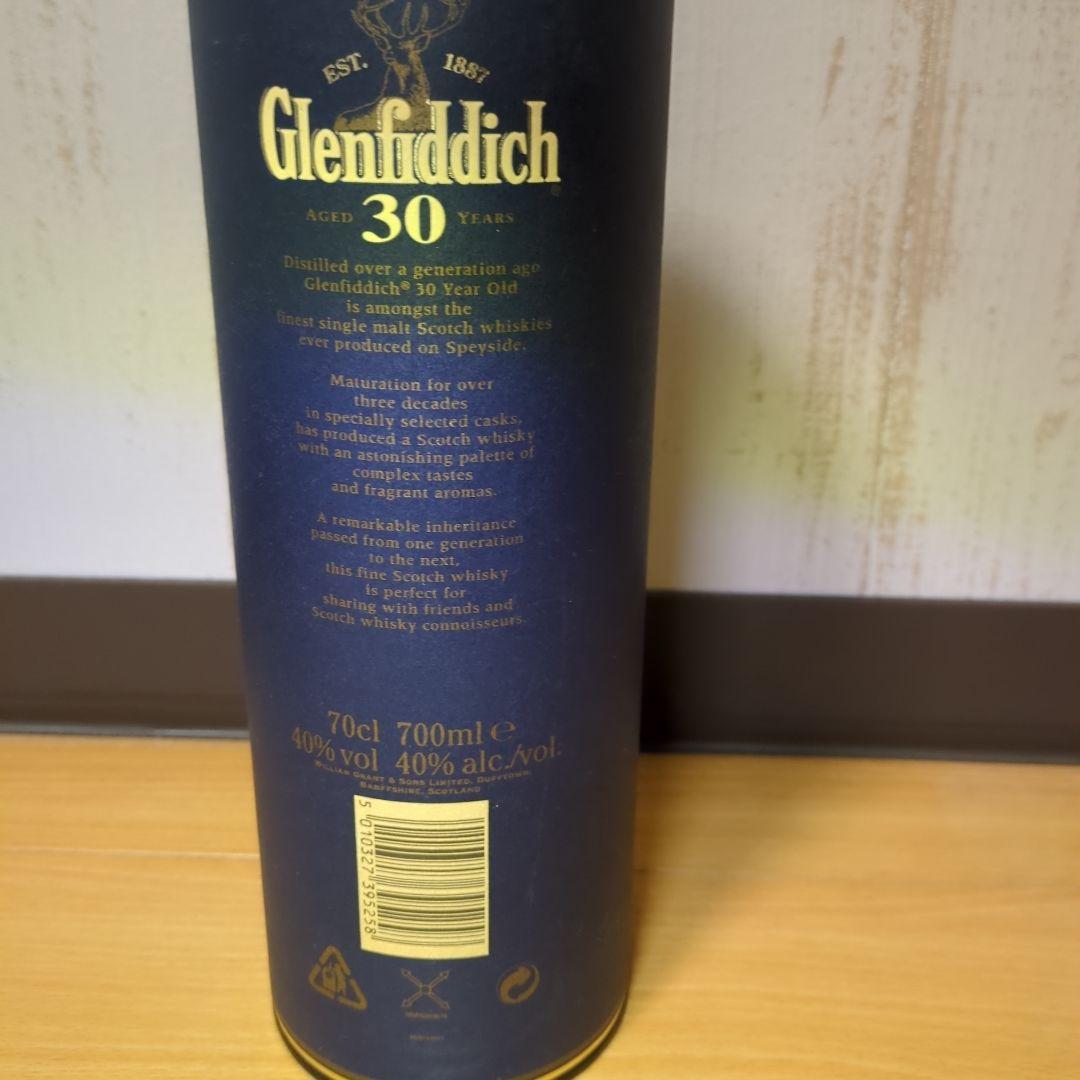 EST. 1887
Glenfiddich
AGED 30 YEARS
Distilled over a generation ago
Glenfiddich® 30 Year Old
is amongst the
finest single malt Scotch whiskies
ever produced on Speyside.
Maturation for over
three decades
in specially selected casks,
has produced a Scotch whisky
with an astonishing palette of
complex tastes
and fragrant aromas.
A remarkable inheritance
passed from one generation
to the next,
this fine Scotch whisky
is perfect for
sharing with friends and
Scotch whisky connoisseurs.
70cl 700ml ℮
40% vol 40% alc./vol.
WILLIAM GRANT & SONS LIMITED, DUFFTOWN,
BANFFSHIRE, SCOTLAND
5 010327 395258